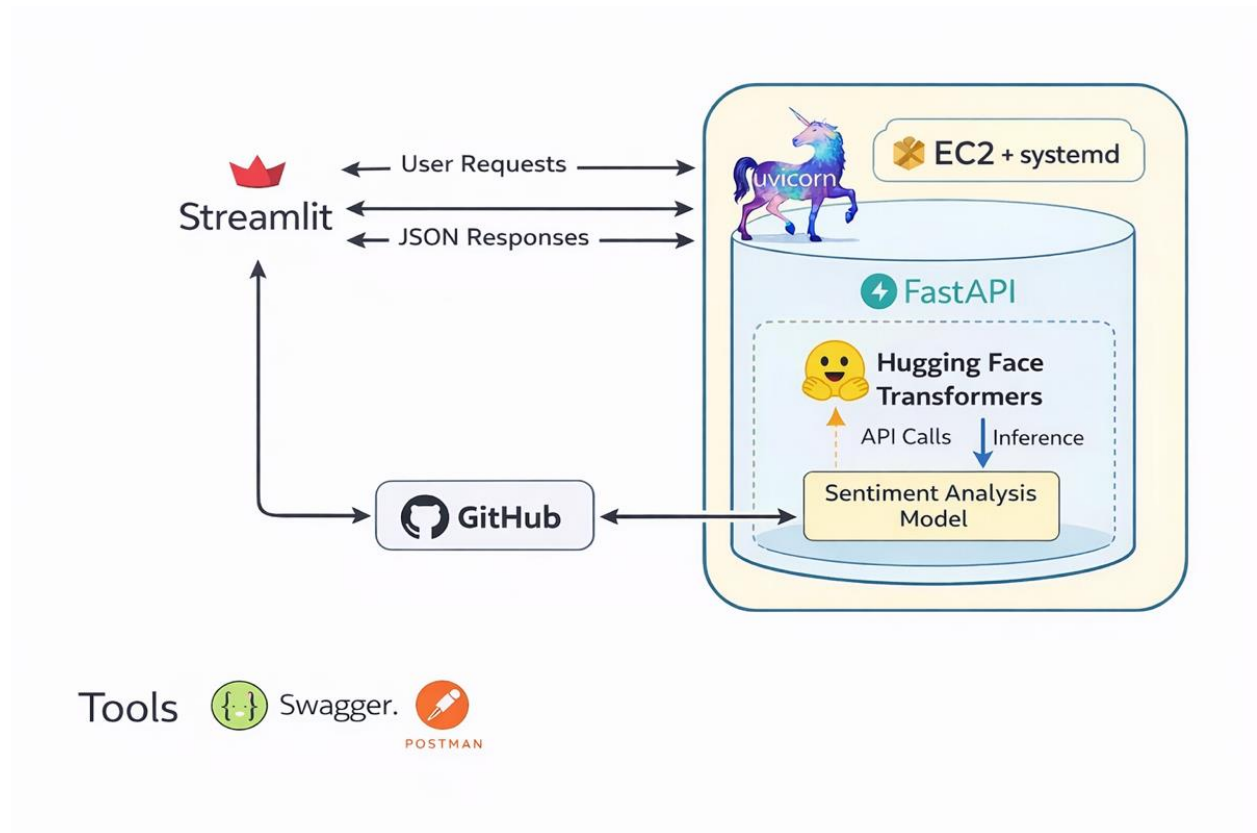 User Requests
uvicorn
EC2 + systemd
Streamlit
JSON Responses
FastAPI
Hugging Face
Transformers
API Calls
Inference
Sentiment Analysis
Model
GitHub
Tools
Swagger.
POSTMAN